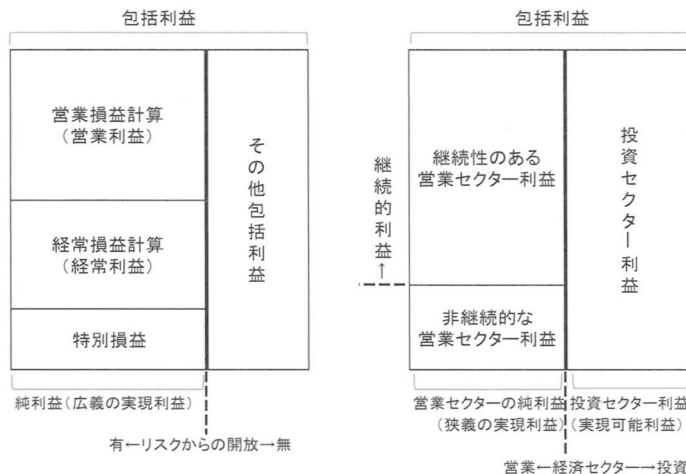 包括利益
営業損益計算
(営業利益)
経常損益計算
(経常利益)
特別損益
その他包括利益
純利益(広義の実現利益)
有←リスクからの開放→無
包括利益
継続的利益→
継続性のある
営業セクター利益
非継続的な
営業セクター利益
投資セクター利益
営業セクターの純利益
(狭義の実現利益)
投資セクター利益
(実現可能利益)
営業←経済セクター→投資